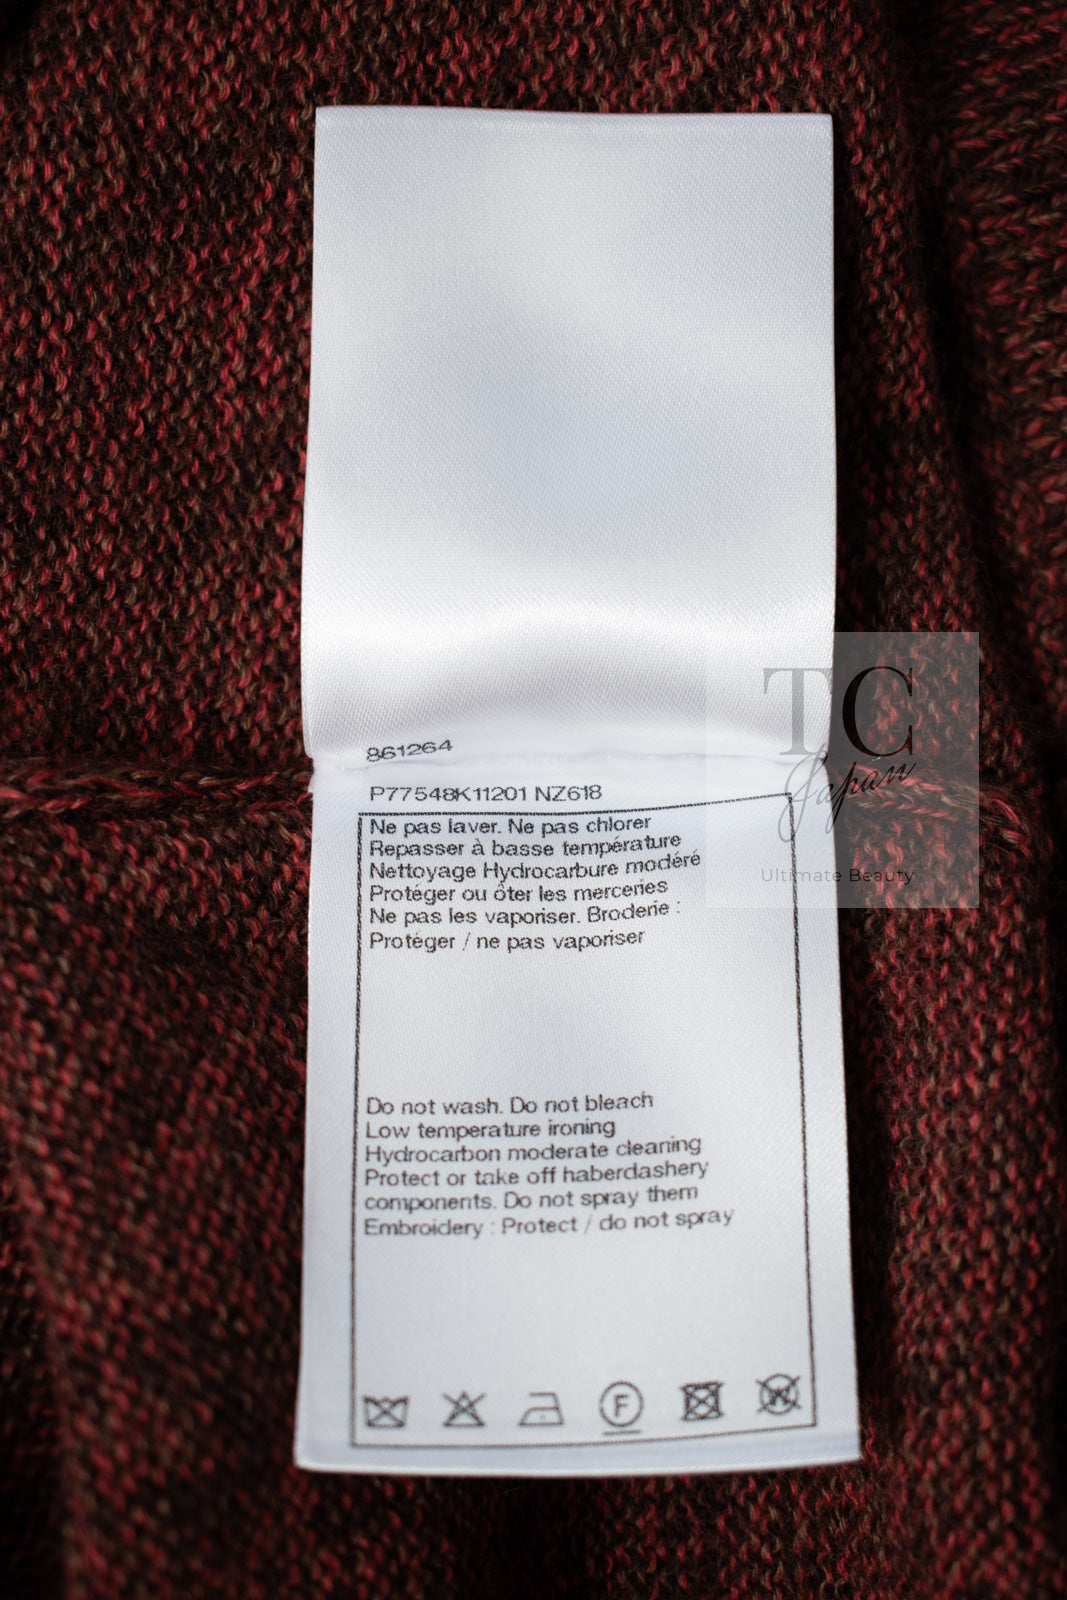 861264
P77548K11201 NZ618
Ne pas laver. Ne pas chlorer
Repasser à basse température
Nettoyage Hydrocarbure modéré
Protéger ou ôter les merceries
Ne pas les vaporiser. Broderie :
Protéger / ne pas vaporiser
Do not wash. Do not bleach
Low temperature ironing
Hydrocarbon moderate cleaning
Protect or take off haberdashery
components. Do not spray them
Embroidery : Protect / do not spray
F
TC
Japan
Ultimate Beauty